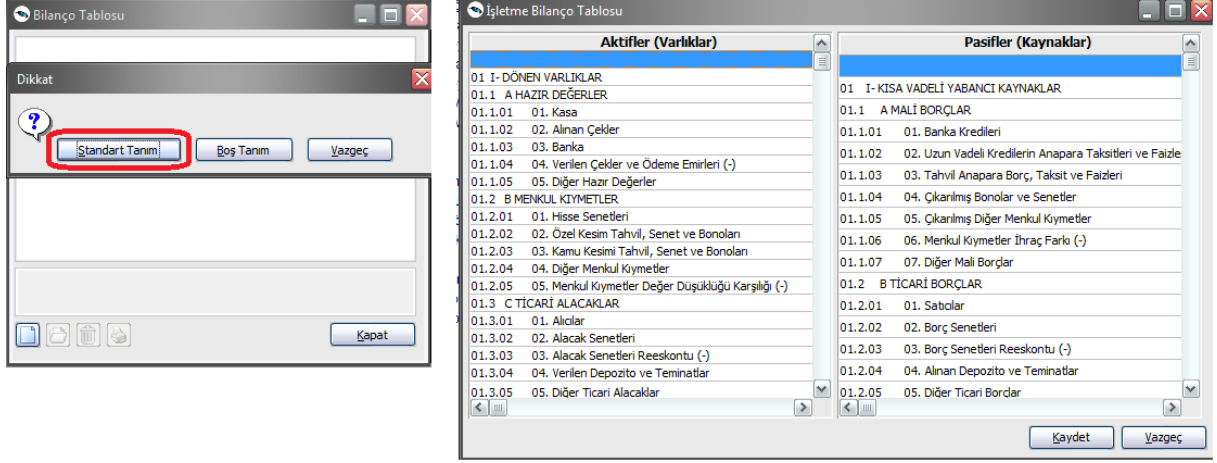 Bilanço Tablosu
Dikkat
Standart Tanım
Boş Tanım
Vazgeç
Kapat
İşletme Bilanço Tablosu
Aktifler (Varlıklar)
01 I- DÖNEN VARLIKLAR
01.1 A HAZIR DEĞERLER
01.1.01 01. Kasa
01.1.02 02. Alınan Çekler
01.1.03 03. Banka
01.1.04 04. Verilen Çekler ve Ödeme Emirleri (-)
01.1.05 05. Diğer Hazır Değerler
01.2 B MENKUL KIYMETLER
01.2.01 01. Hisse Senetleri
01.2.02 02. Özel Kesim Tahvil, Senet ve Bonoları
01.2.03 03. Kamu Kesimi Tahvil, Senet ve Bonoları
01.2.04 04. Diğer Menkul Kıymetler
01.2.05 05. Menkul Kıymetler Değer Düşüklüğü Karşılığı (-)
01.3 C TİCARİ ALACAKLAR
01.3.01 01. Alıcılar
01.3.02 02. Alacak Senetleri
01.3.03 03. Alacak Senetleri Reeskontu (-)
01.3.04 04. Verilen Depozito ve Teminatlar
01.3.05 05. Diğer Ticari Alacaklar
Pasifler (Kaynaklar)
01 I- KISA VADELİ YABANCI KAYNAKLAR
01.1 A MALİ BORÇLAR
01.1.01 01. Banka Kredileri
01.1.02 02. Uzun Vadeli Kredilerin Anapara Taksitleri ve Faizle
01.1.03 03. Tahvil Anapara Borç, Taksit ve Faizleri
01.1.04 04. Çıkarılmış Bonolar ve Senetler
01.1.05 05. Çıkarılmış Diğer Menkul Kıymetler
01.1.06 06. Menkul Kıymetler İhraç Farkı (-)
01.1.07 07. Diğer Mali Borçlar
01.2 B TİCARİ BORÇLAR
01.2.01 01. Satıcılar
01.2.02 02. Borç Senetleri
01.2.03 03. Borç Senetleri Reeskontu (-)
01.2.04 04. Alınan Depozito ve Teminatlar
01.2.05 05. Diğer Ticari Borçlar
Kaydet
Vazgeç